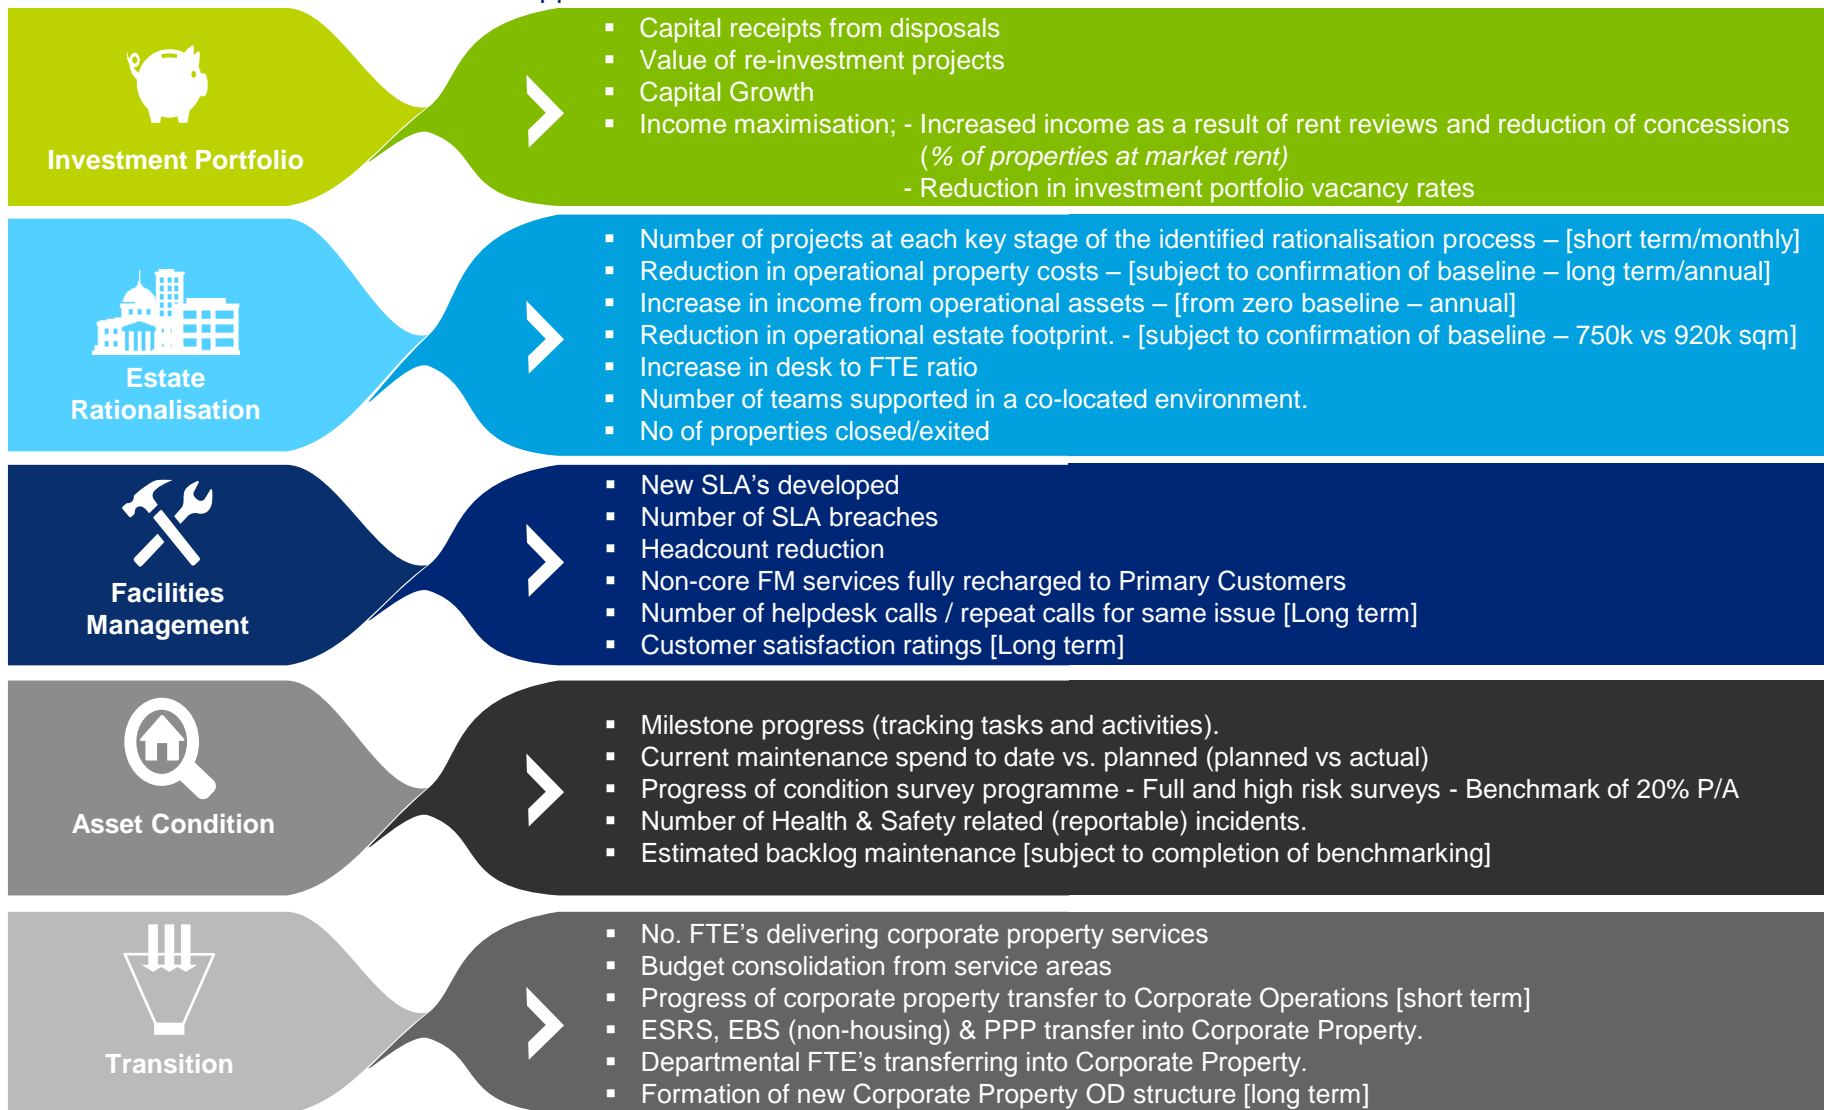 Investment Portfolio
▪ Capital receipts from disposals
▪ Value of re-investment projects
▪ Capital Growth
▪ Income maximisation; - Increased income as a result of rent reviews and reduction of concessions
(% of properties at market rent)
- Reduction in investment portfolio vacancy rates
Estate
Rationalisation
▪ Number of projects at each key stage of the identified rationalisation process – [short term/monthly]
▪ Reduction in operational property costs – [subject to confirmation of baseline – long term/annual]
▪ Increase in income from operational assets – [from zero baseline – annual]
▪ Reduction in operational estate footprint. - [subject to confirmation of baseline – 750k vs 920k sqm]
▪ Increase in desk to FTE ratio
▪ Number of teams supported in a co-located environment.
▪ No of properties closed/exited
Facilities
Management
▪ New SLA’s developed
▪ Number of SLA breaches
▪ Headcount reduction
▪ Non-core FM services fully recharged to Primary Customers
▪ Number of helpdesk calls / repeat calls for same issue [Long term]
▪ Customer satisfaction ratings [Long term]
Asset Condition
▪ Milestone progress (tracking tasks and activities).
▪ Current maintenance spend to date vs. planned (planned vs actual)
▪ Progress of condition survey programme - Full and high risk surveys - Benchmark of 20% P/A
▪ Number of Health & Safety related (reportable) incidents.
▪ Estimated backlog maintenance [subject to completion of benchmarking]
Transition
▪ No. FTE’s delivering corporate property services
▪ Budget consolidation from service areas
▪ Progress of corporate property transfer to Corporate Operations [short term]
▪ ESRS, EBS (non-housing) & PPP transfer into Corporate Property.
▪ Departmental FTE’s transferring into Corporate Property.
▪ Formation of new Corporate Property OD structure [long term]